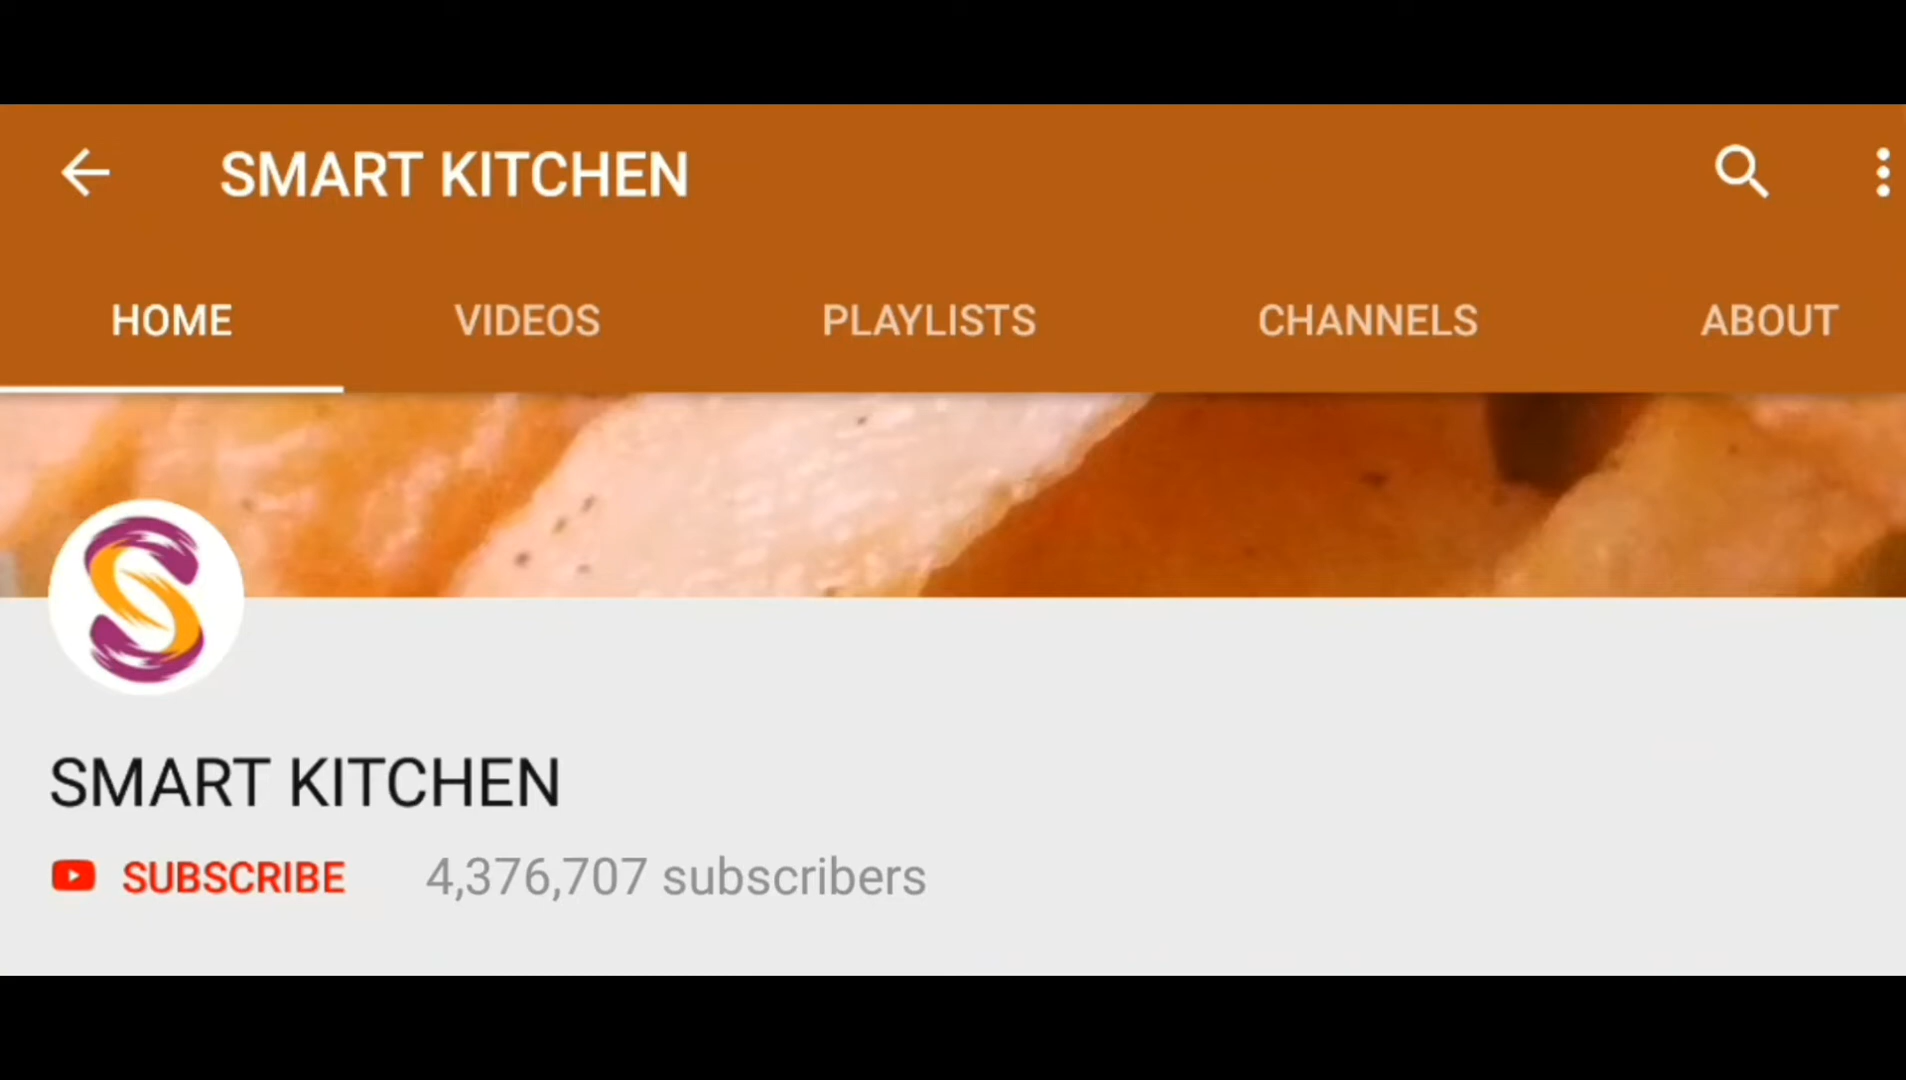 SMART KITCHEN
HOME VIDEOS PLAYLISTS CHANNELS ABOUT
SMART KITCHEN
SUBSCRIBE 4,376,707 subscribers